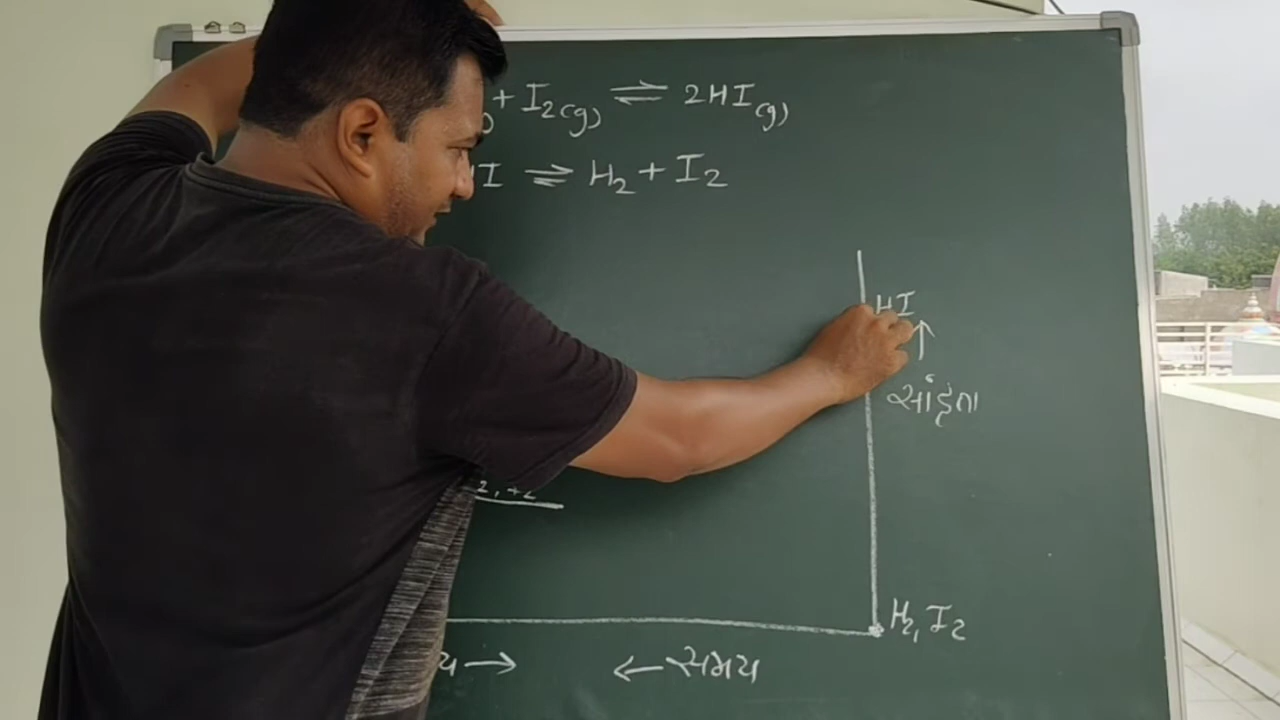 + I₂(g) ⇌ 2HI(g)
I ⇌ H₂ + I₂
HI
↑
સાંદ્રતા
H₂, I₂
→ ← સમય